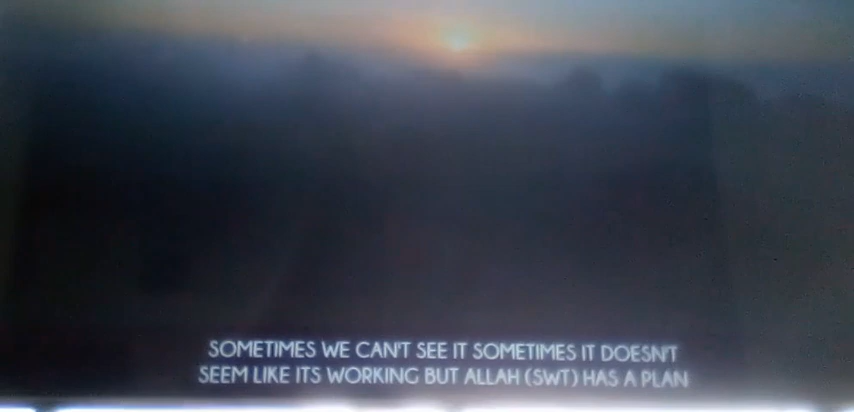 SOMETIMES WE CAN'T SEE IT SOMETIMES IT DOESN'T
SEEM LIKE ITS WORKING BUT ALLAH (SWT) HAS A PLAN